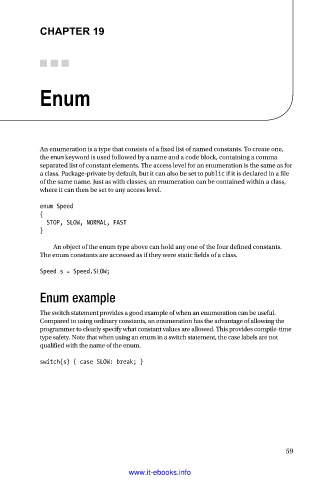 CHAPTER 19
Enum
An enumeration is a type that consists of a fixed list of named constants. To create one,
the enum keyword is used followed by a name and a code block, containing a comma
separated list of constant elements. The access level for an enumeration is the same as for
a class. Package-private by default, but it can also be set to public if it is declared in a file
of the same name. Just as with classes, an enumeration can be contained within a class,
where it can then be set to any access level.
enum Speed
{
STOP, SLOW, NORMAL, FAST
}
An object of the enum type above can hold any one of the four defined constants.
The enum constants are accessed as if they were static fields of a class.
Speed s = Speed.SLOW;
Enum example
The switch statement provides a good example of when an enumeration can be useful.
Compared to using ordinary constants, an enumeration has the advantage of allowing the
programmer to clearly specify what constant values are allowed. This provides compile-time
type safety. Note that when using an enum in a switch statement, the case labels are not
qualified with the name of the enum.
switch(s) { case SLOW: break; }
59
www.it-ebooks.info